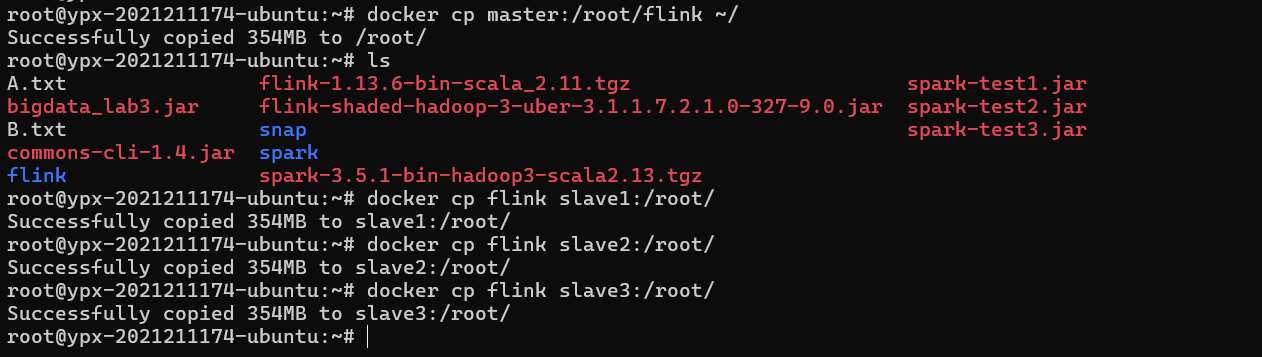 root@ypx-2021211174-ubuntu:~# docker cp master:/root/flink ~/
Successfully copied 354MB to /root/
root@ypx-2021211174-ubuntu:~# ls
A.txt flink-1.13.6-bin-scala_2.11.tgz spark-test1.jar
bigdata_lab3.jar flink-shaded-hadoop-3-uber-3.1.1.7.2.1.0-327-9.0.jar spark-test2.jar
B.txt snap spark-test3.jar
commons-cli-1.4.jar spark
flink spark-3.5.1-bin-hadoop3-scala2.13.tgz
root@ypx-2021211174-ubuntu:~# docker cp flink slave1:/root/
Successfully copied 354MB to slave1:/root/
root@ypx-2021211174-ubuntu:~# docker cp flink slave2:/root/
Successfully copied 354MB to slave2:/root/
root@ypx-2021211174-ubuntu:~# docker cp flink slave3:/root/
Successfully copied 354MB to slave3:/root/
root@ypx-2021211174-ubuntu:~#